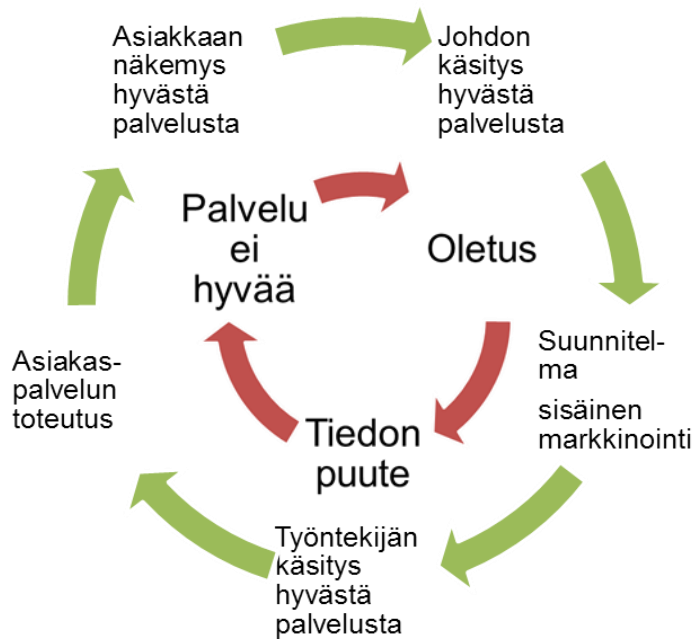 Asiakkaan
näkemys
hyvästä
palvelusta
Johdon
käsitys
hyvästä
palvelusta
Palvelu
ei
hyvää
Oletus
Suunnitel-
ma
sisäinen
markkinointi
Asiakas-
palvelun
toteutus
Tiedon
puute
Työntekijän
käsitys
hyvästä
palvelusta